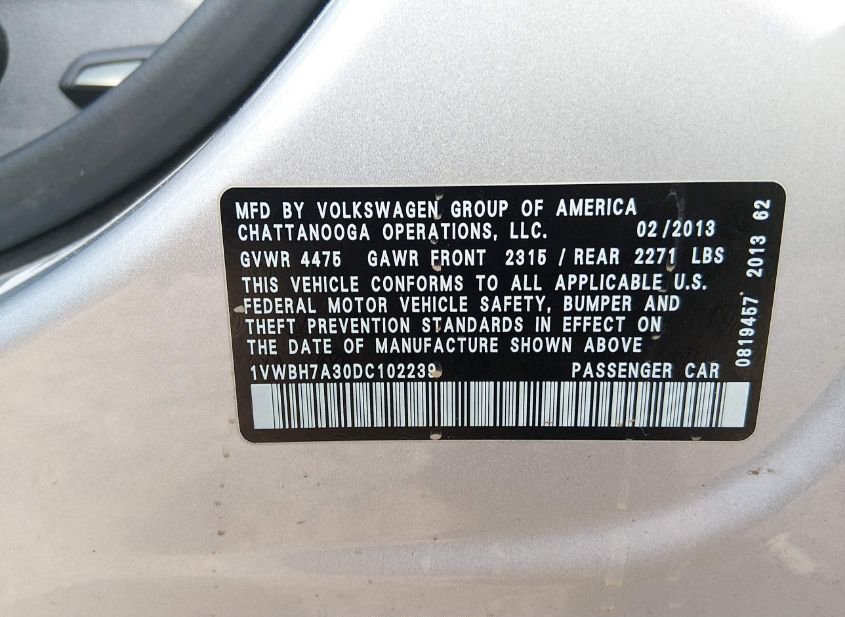 MFD BY VOLKSWAGEN GROUP OF AMERICA
CHATTANOOGA OPERATIONS, LLC. 02/2013
GVWR 4475 GAWR FRONT 2315 / REAR 2271 LBS
THIS VEHICLE CONFORMS TO ALL APPLICABLE U.S.
FEDERAL MOTOR VEHICLE SAFETY, BUMPER AND
THEFT PREVENTION STANDARDS IN EFFECT ON
THE DATE OF MANUFACTURE SHOWN ABOVE
1VWBH7A30DC102239 PASSENGER CAR
0819457 2013 62